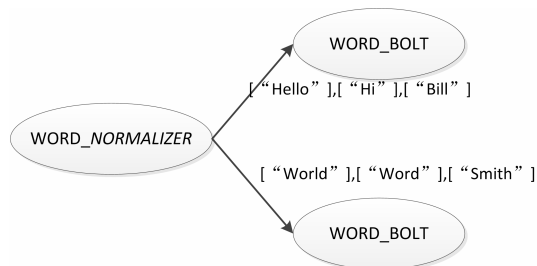 WORD_BOLT
[“Hello”],[“Hi”],[“Bill”]
WORD_NORMALIZER
[“World”],[“Word”],[“Smith”]
WORD_BOLT